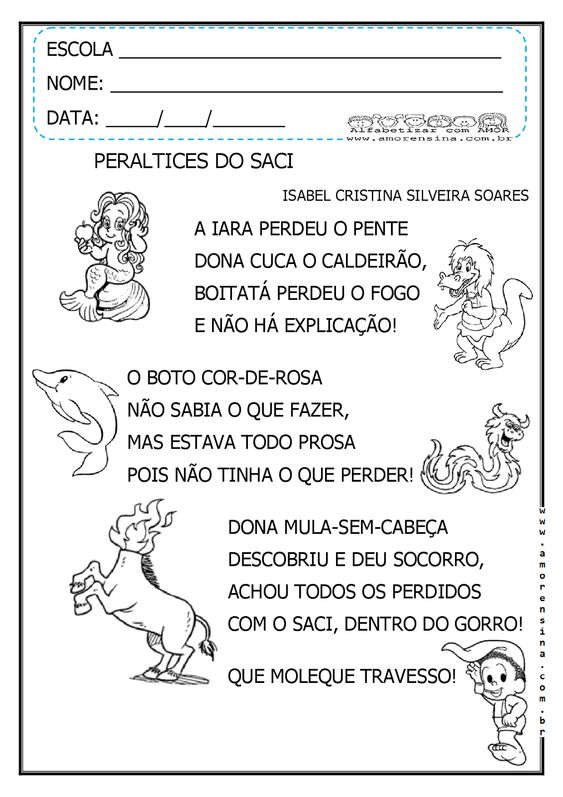 ESCOLA ______________________________________
NOME: ______________________________________
DATA: _____/____/_______
Alfabetizar com AMOR
www.amorensina.com.br
PERALTICES DO SACI
ISABEL CRISTINA SILVEIRA SOARES
A IARA PERDEU O PENTE
DONA CUCA O CALDEIRÃO,
BOITATÁ PERDEU O FOGO
E NÃO HÁ EXPLICAÇÃO!
O BOTO COR-DE-ROSA
NÃO SABIA O QUE FAZER,
MAS ESTAVA TODO PROSA
POIS NÃO TINHA O QUE PERDER!
DONA MULA-SEM-CABEÇA
DESCOBRIU E DEU SOCORRO,
ACHOU TODOS OS PERDIDOS
COM O SACI, DENTRO DO GORRO!
QUE MOLEQUE TRAVESSO!
www.amorensina.com.br